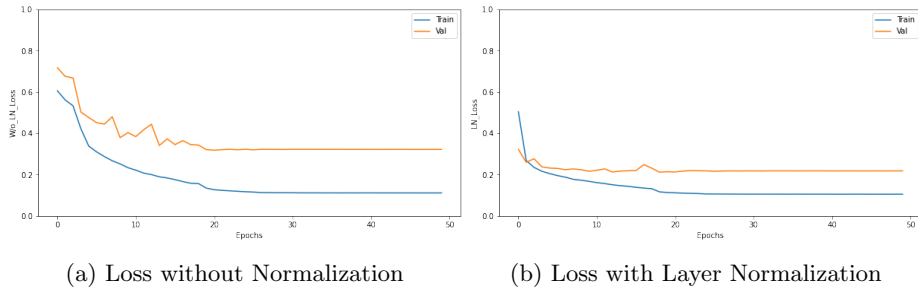 1.0
0.8
0.6
0.4
0.2
0.0
W/o_LN_Loss
Train
Val
0 10 20 30 40 50
Epochs
(a) Loss without Normalization
1.0
0.8
0.6
0.4
0.2
0.0
LN_Loss
Train
Val
0 10 20 30 40 50
Epochs
(b) Loss with Layer Normalization